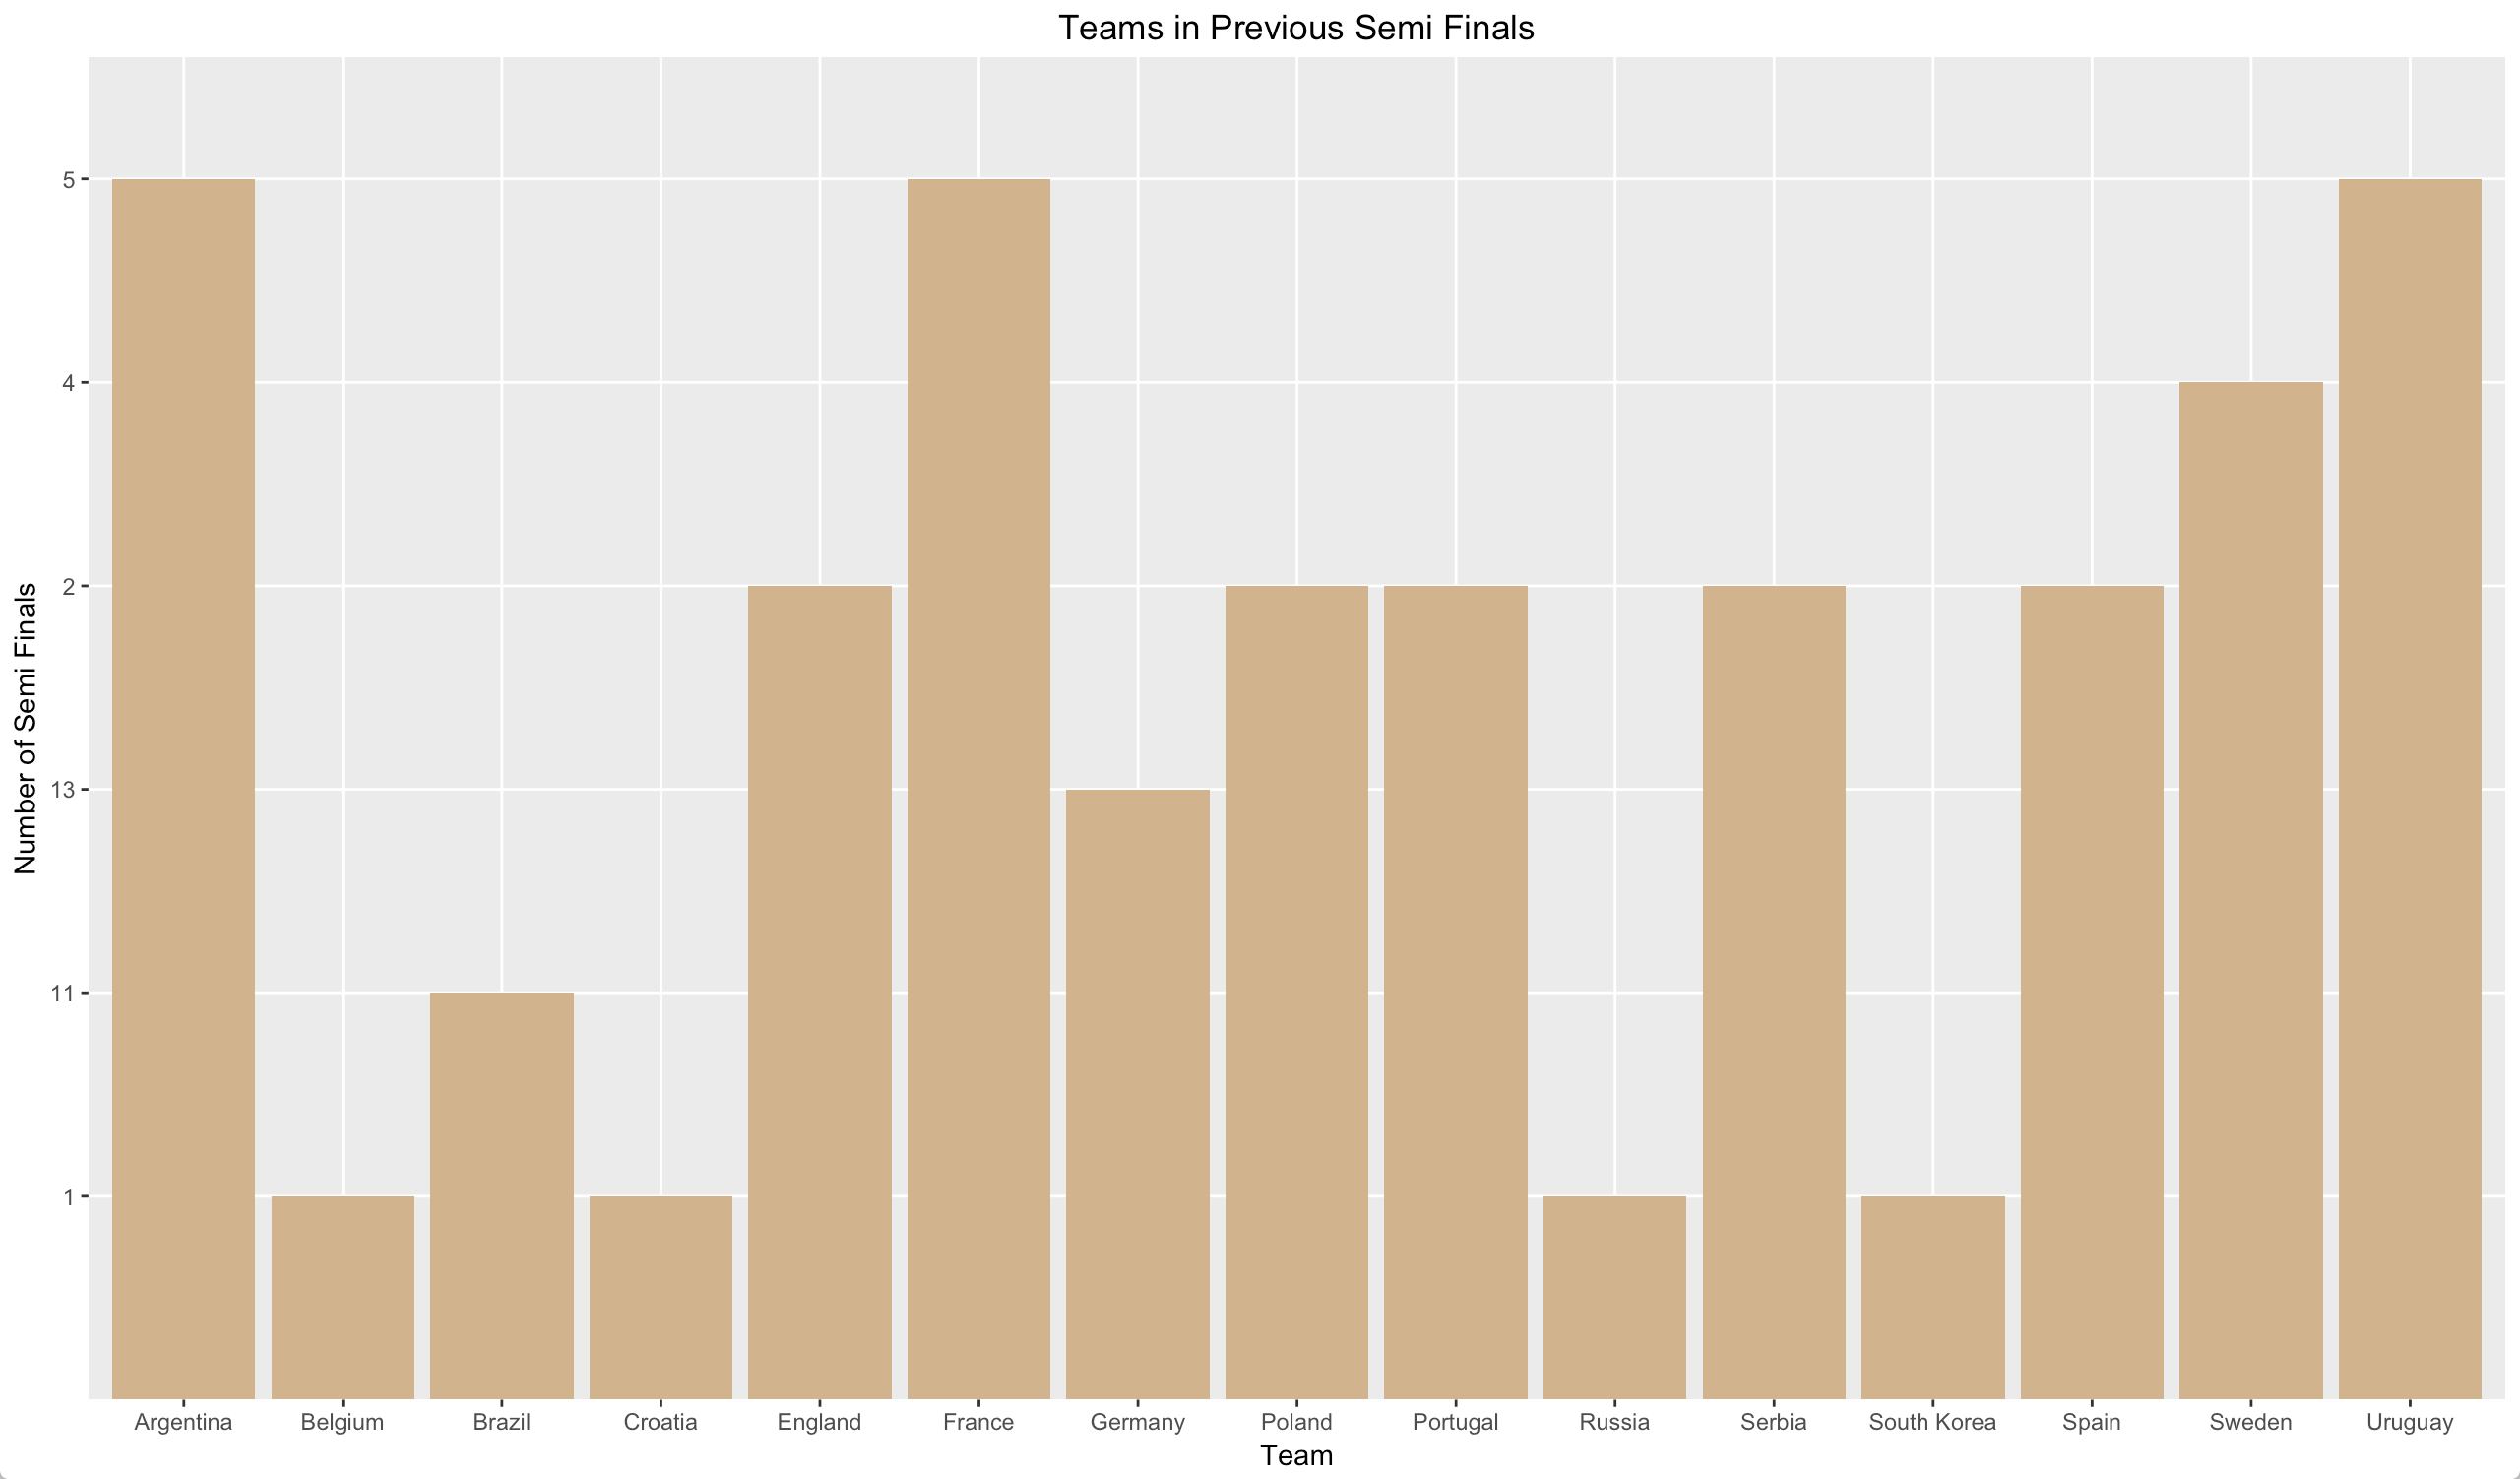 Teams in Previous Semi Finals
Number of Semi Finals
5
4
2
13
11
1
Argentina Belgium Brazil Croatia England France Germany Poland Portugal Russia Serbia South Korea Spain Sweden Uruguay
Team